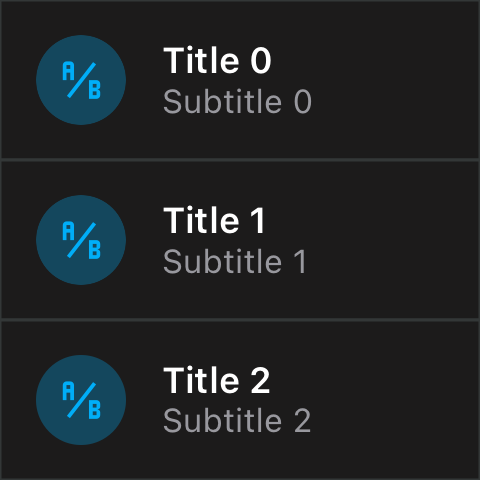 A/B
Title 0
Subtitle 0
A/B
Title 1
Subtitle 1
A/B
Title 2
Subtitle 2